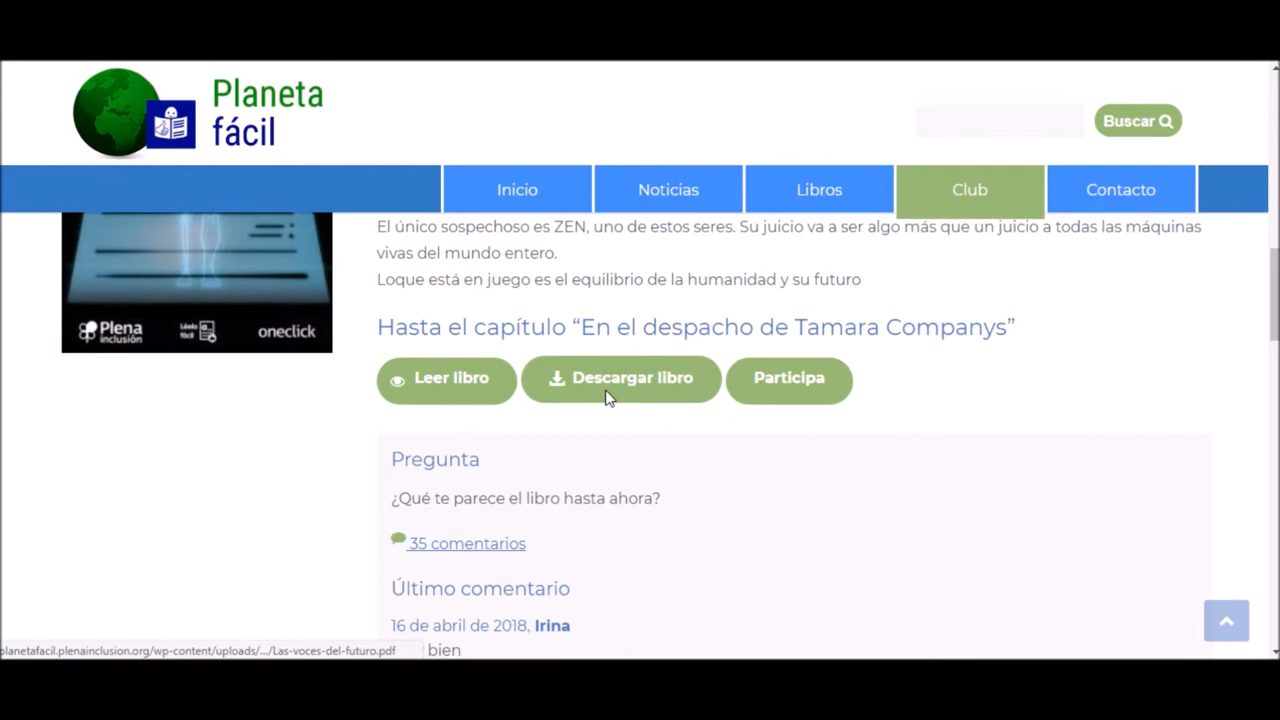 Planeta
fácil
Buscar
Inicio
Noticias
Libros
Club
Contacto
El único sospechoso es ZEN, uno de estos seres. Su juicio va a ser algo más que un juicio a todas las máquinas
vivas del mundo entero.
Loque está en juego es el equilibrio de la humanidad y su futuro
Plena
inclusión
Léelo
fácil
oneclick
Hasta el capítulo “En el despacho de Tamara Companys”
Leer libro
Descargar libro
Participa
Pregunta
¿Qué te parece el libro hasta ahora?
35 comentarios
Último comentario
16 de abril de 2018, Irina
bien
planetafacil.plenainclusion.org/wp-content/uploads/.../Las-voces-del-futuro.pdf